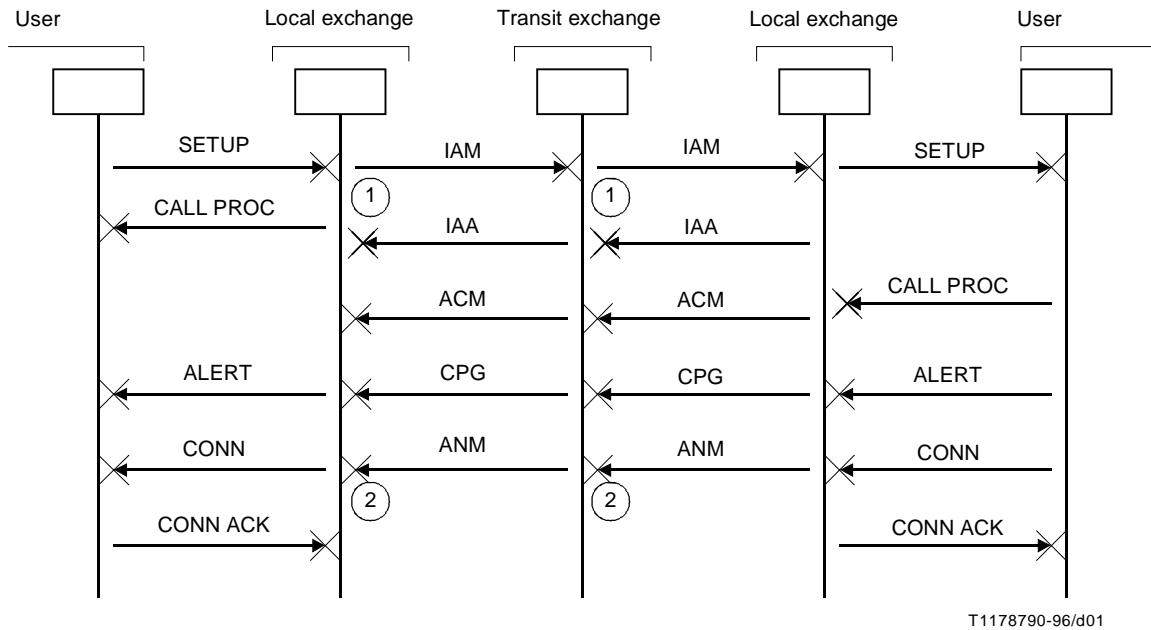 User Local exchange Transit exchange Local exchange User
SETUP IAM IAM SETUP
1 1
CALL PROC IAA IAA
CALL PROC
ACM ACM
ALERT CPG CPG ALERT
CONN ANM ANM CONN
2 2
CONN ACK CONN ACK
T1178790-96/d01